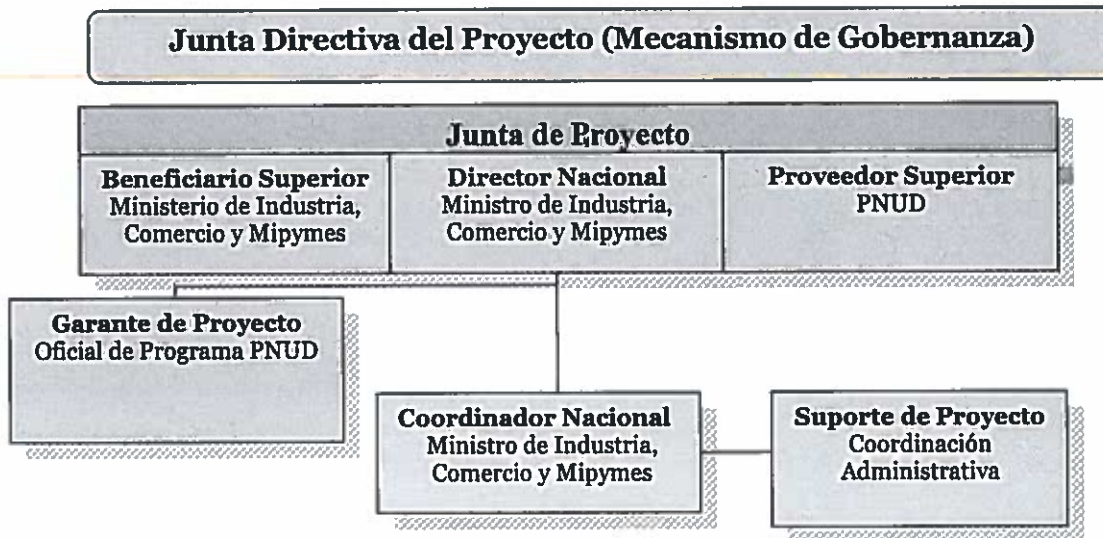 Junta Directiva del Proyecto (Mecanismo de Gobernanza)
Junta de Proyecto
Beneficiario Superior
Ministerio de Industria,
Comercio y Mipymes
Director Nacional
Ministro de Industria,
Comercio y Mipymes
Proveedor Superior
PNUD
Garante de Proyecto
Oficial de Programa PNUD
Coordinador Nacional
Ministro de Industria,
Comercio y Mipymes
Suporte de Proyecto
Coordinación
Administrativa